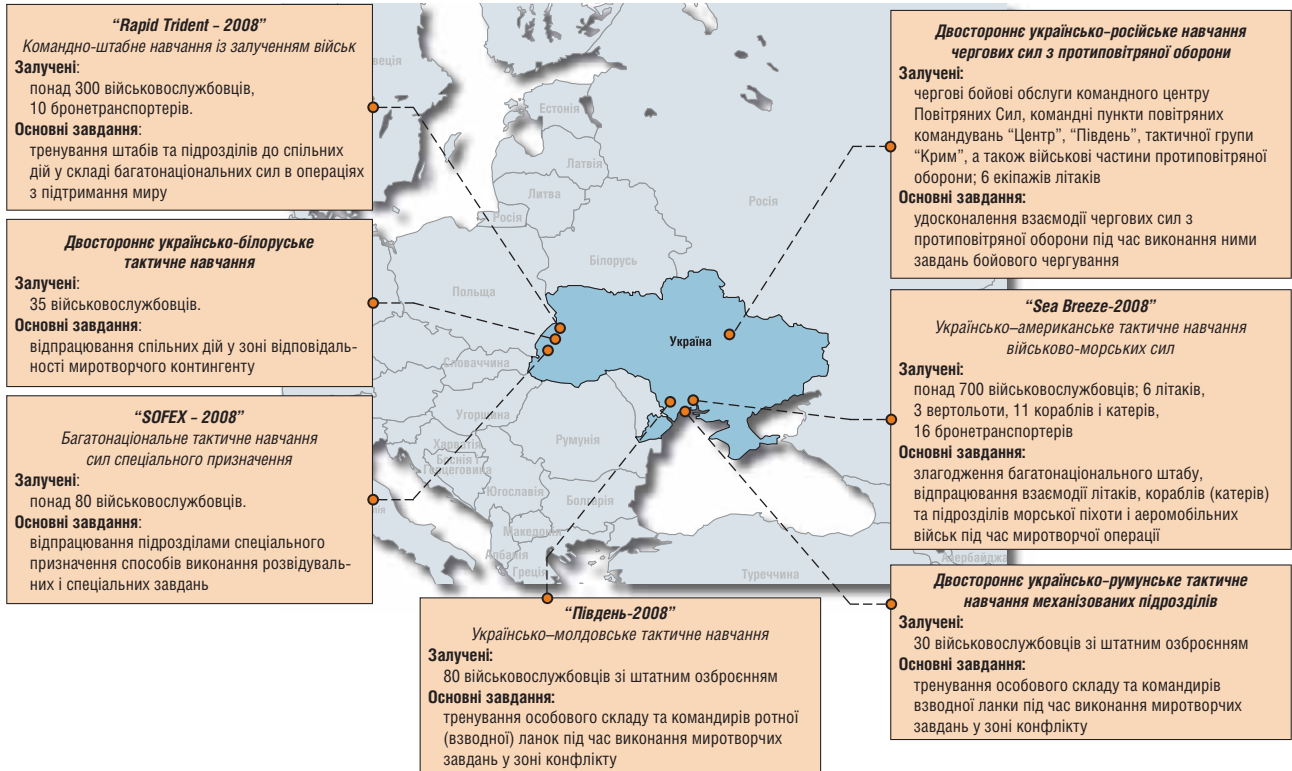 “Rapid Trident – 2008”
Командно-штабне навчання із залученням військ
Залучені:
понад 300 військовослужбовців,
10 бронетранспортерів.
Основні завдання:
тренування штабів та підрозділів до спільних
дій у складі багатонаціональних сил в операціях
з підтримання миру
Двостороннє українсько-білоруське
тактичне навчання
Залучені:
35 військовослужбовців.
Основні завдання:
відпрацювання спільних дій у зоні відповідаль-
ності миротворчого контингенту
“SOFEX – 2008”
Багатонаціональне тактичне навчання
сил спеціального призначення
Залучені:
понад 80 військовослужбовців.
Основні завдання:
відпрацювання підрозділами спеціального
призначення способів виконання розвідуваль-
них і спеціальних завдань
Естонія
Латвія
Литва
Росія
Росія
Білорусь
Польща
Україна
Словаччина
Угорщина
Румунія
Хорватія
Боснія і
Герцеговина
Югославія
Болгарія
Македонія
Албанія
Греція
Туреччина
Азербайджа
“Південь-2008”
Українсько–молдовське тактичне навчання
Залучені:
80 військовослужбовців зі штатним озброєнням
Основні завдання:
тренування особового складу та командирів ротної
(взводної) ланок під час виконання миротворчих
завдань у зоні конфлікту
Двостороннє українсько–російське навчання
чергових сил з протиповітряної оборони
Залучені:
чергові бойові обслуги командного центру
Повітряних Сил, командні пункти повітряних
командувань “Центр”, “Південь”, тактичної групи
“Крим”, а також військові частини протиповітряної
оборони; 6 екіпажів літаків
Основні завдання:
удосконалення взаємодії чергових сил з
протиповітряної оборони під час виконання ними
завдань бойового чергування
“Sea Breeze-2008”
Українсько–американське тактичне навчання
військово-морських сил
Залучені:
понад 700 військовослужбовців; 6 літаків,
3 вертольоти, 11 кораблів і катерів,
16 бронетранспортерів
Основні завдання:
злагодження багатонаціонального штабу,
відпрацювання взаємодії літаків, кораблів (катерів)
та підрозділів морської піхоти і аеромобільних
військ під час миротворчої операції
Двостороннє українсько–румунське тактичне
навчання механізованих підрозділів
Залучені:
30 військовослужбовців зі штатним озброєнням
Основні завдання:
тренування особового складу та командирів
взводної ланки під час виконання миротворчих
завдань у зоні конфлікту